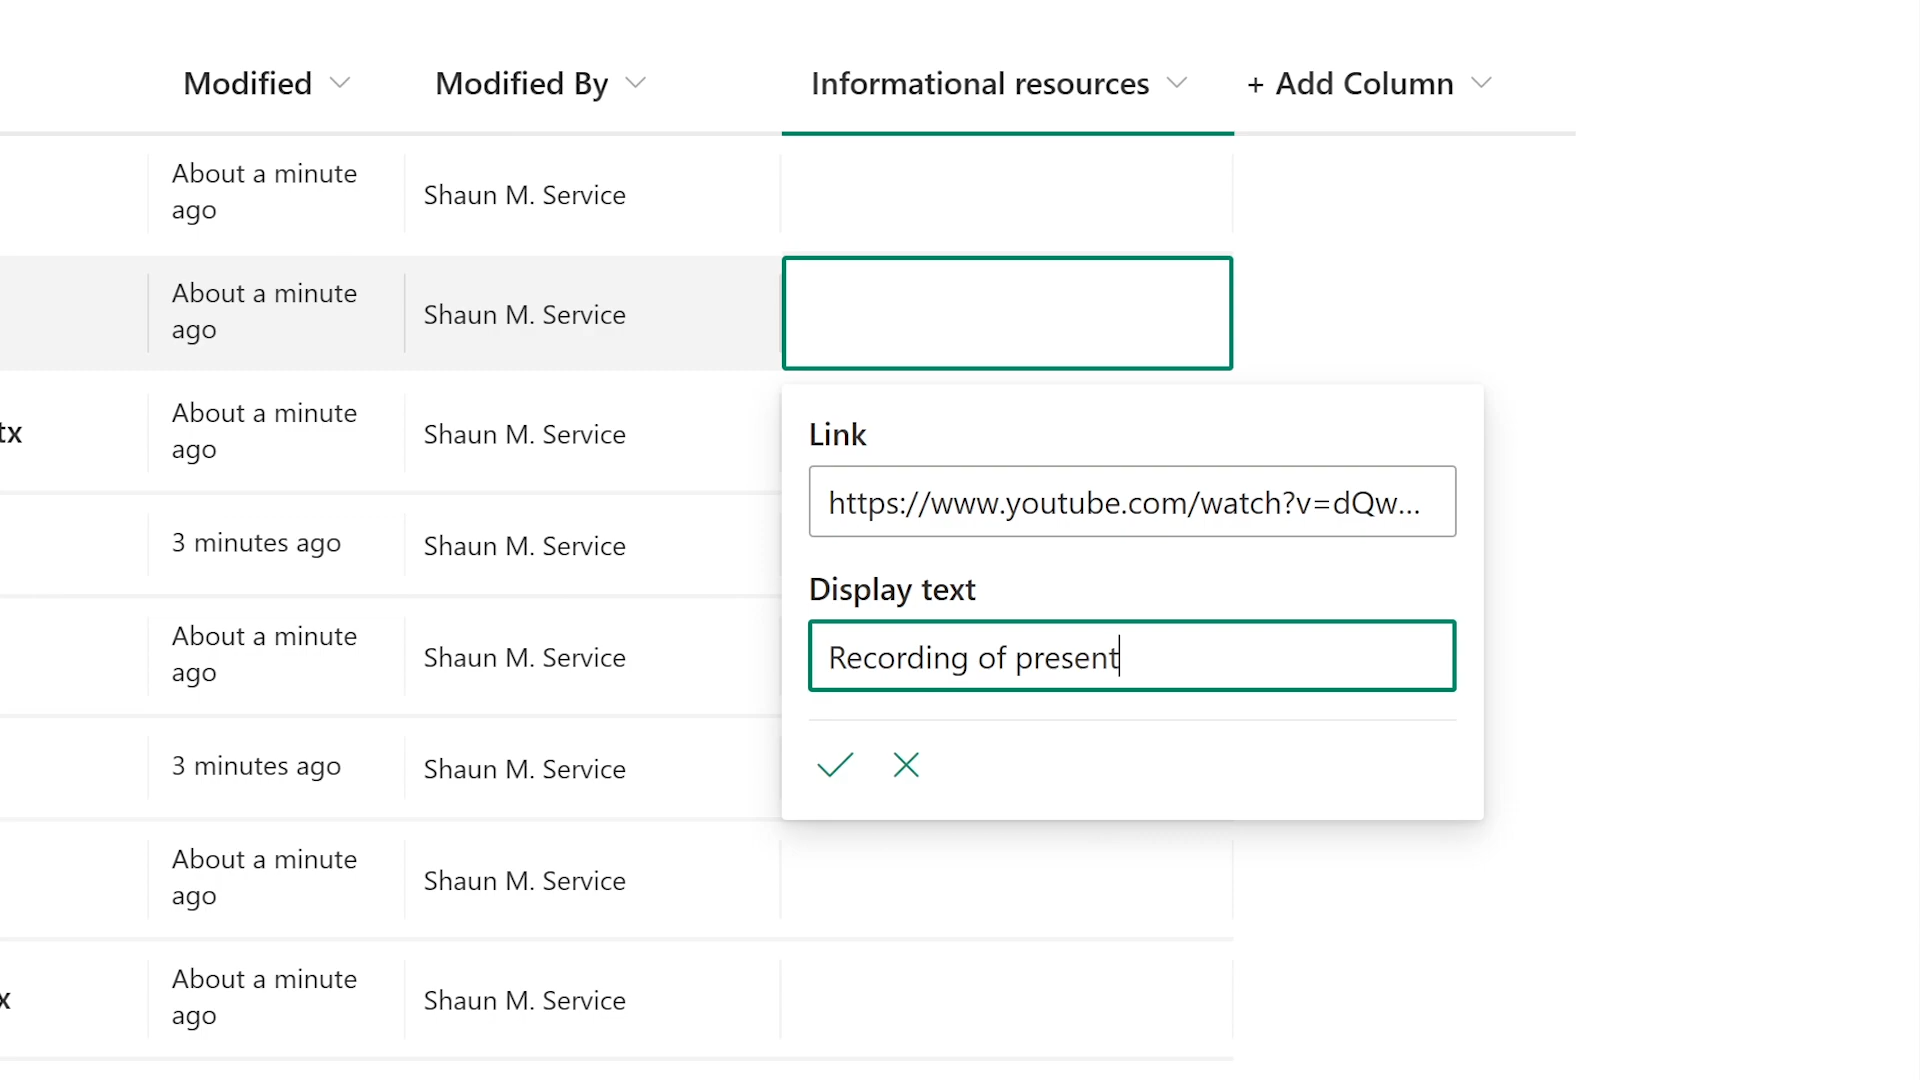 Modified
Modified By
Informational resources
+ Add Column
About a minute
ago
Shaun M. Service
About a minute
ago
Shaun M. Service
tx
About a minute
ago
Shaun M. Service
Link
https://www.youtube.com/watch?v=dQw...
3 minutes ago
Shaun M. Service
Display text
Recording of present
About a minute
ago
Shaun M. Service
3 minutes ago
Shaun M. Service
About a minute
ago
Shaun M. Service
x
About a minute
ago
Shaun M. Service